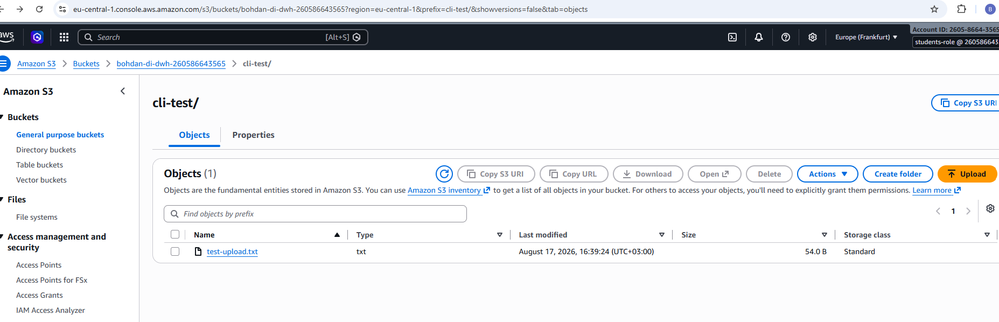 eu-central-1.console.aws.amazon.com/s3/buckets/bohdan-di-dwh-260586643565?region=eu-central-1&prefix=cli-test/&showversions=false&tab=objects
B
aws
Search
[Alt+S]
Europe (Frankfurt)
Account ID: 2605-8664-3565
students-role @ 260586643
Amazon S3
Buckets
bohdan-di-dwh-260586643565
cli-test/
Amazon S3
Buckets
General purpose buckets
Directory buckets
Table buckets
Vector buckets
Files
File systems
Access management and
security
Access Points
Access Points for FSx
Access Grants
IAM Access Analyzer
cli-test/
Copy S3 URI
Objects
Properties
Objects (1)
Copy S3 URI
Copy URL
Download
Open
Delete
Actions
Create folder
Upload
Objects are the fundamental entities stored in Amazon S3. You can use Amazon S3 inventory to get a list of all objects in your bucket. For others to access your objects, you'll need to explicitly grant them permissions. Learn more
Find objects by prefix
1
Name
Type
Last modified
Size
Storage class
test-upload.txt
txt
August 17, 2026, 16:39:24 (UTC+03:00)
54.0 B
Standard